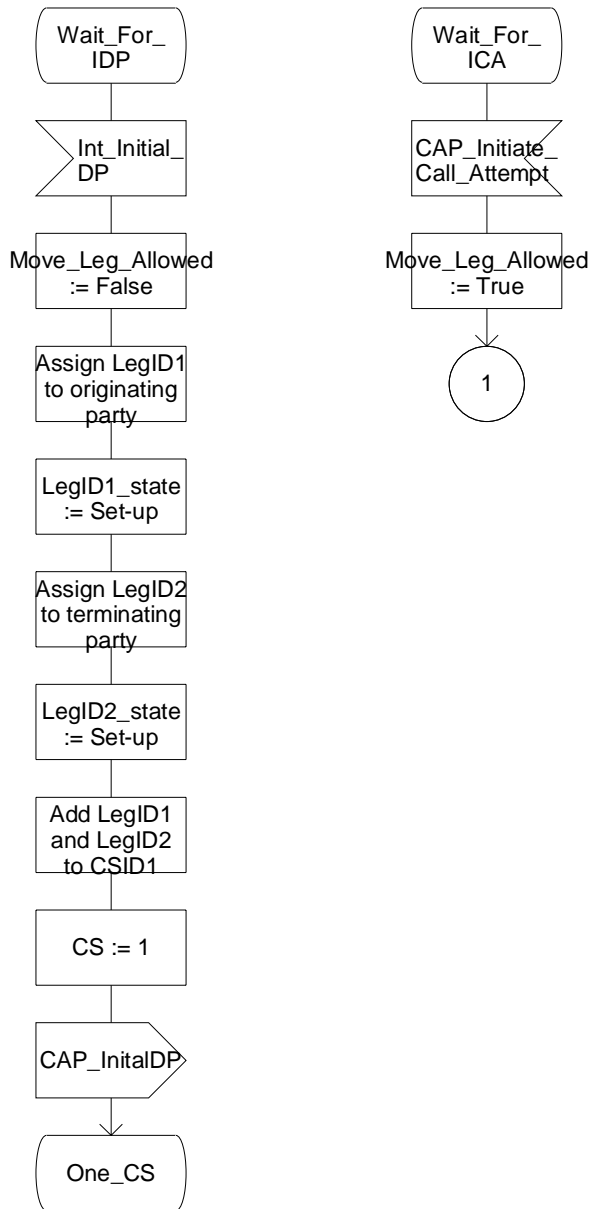 Wait_For_
IDP
Int_Initial_
DP
Move_Leg_Allowed
:= False
Assign LegID1
to originating
party
LegID1_state
:= Set-up
Assign LegID2
to terminating
party
LegID2_state
:= Set-up
Add LegID1
and LegID2
to CSID1
CS := 1
CAP_InitalDP
One_CS
Wait_For_
ICA
CAP_Initiate_
Call_Attempt
Move_Leg_Allowed
:= True
1